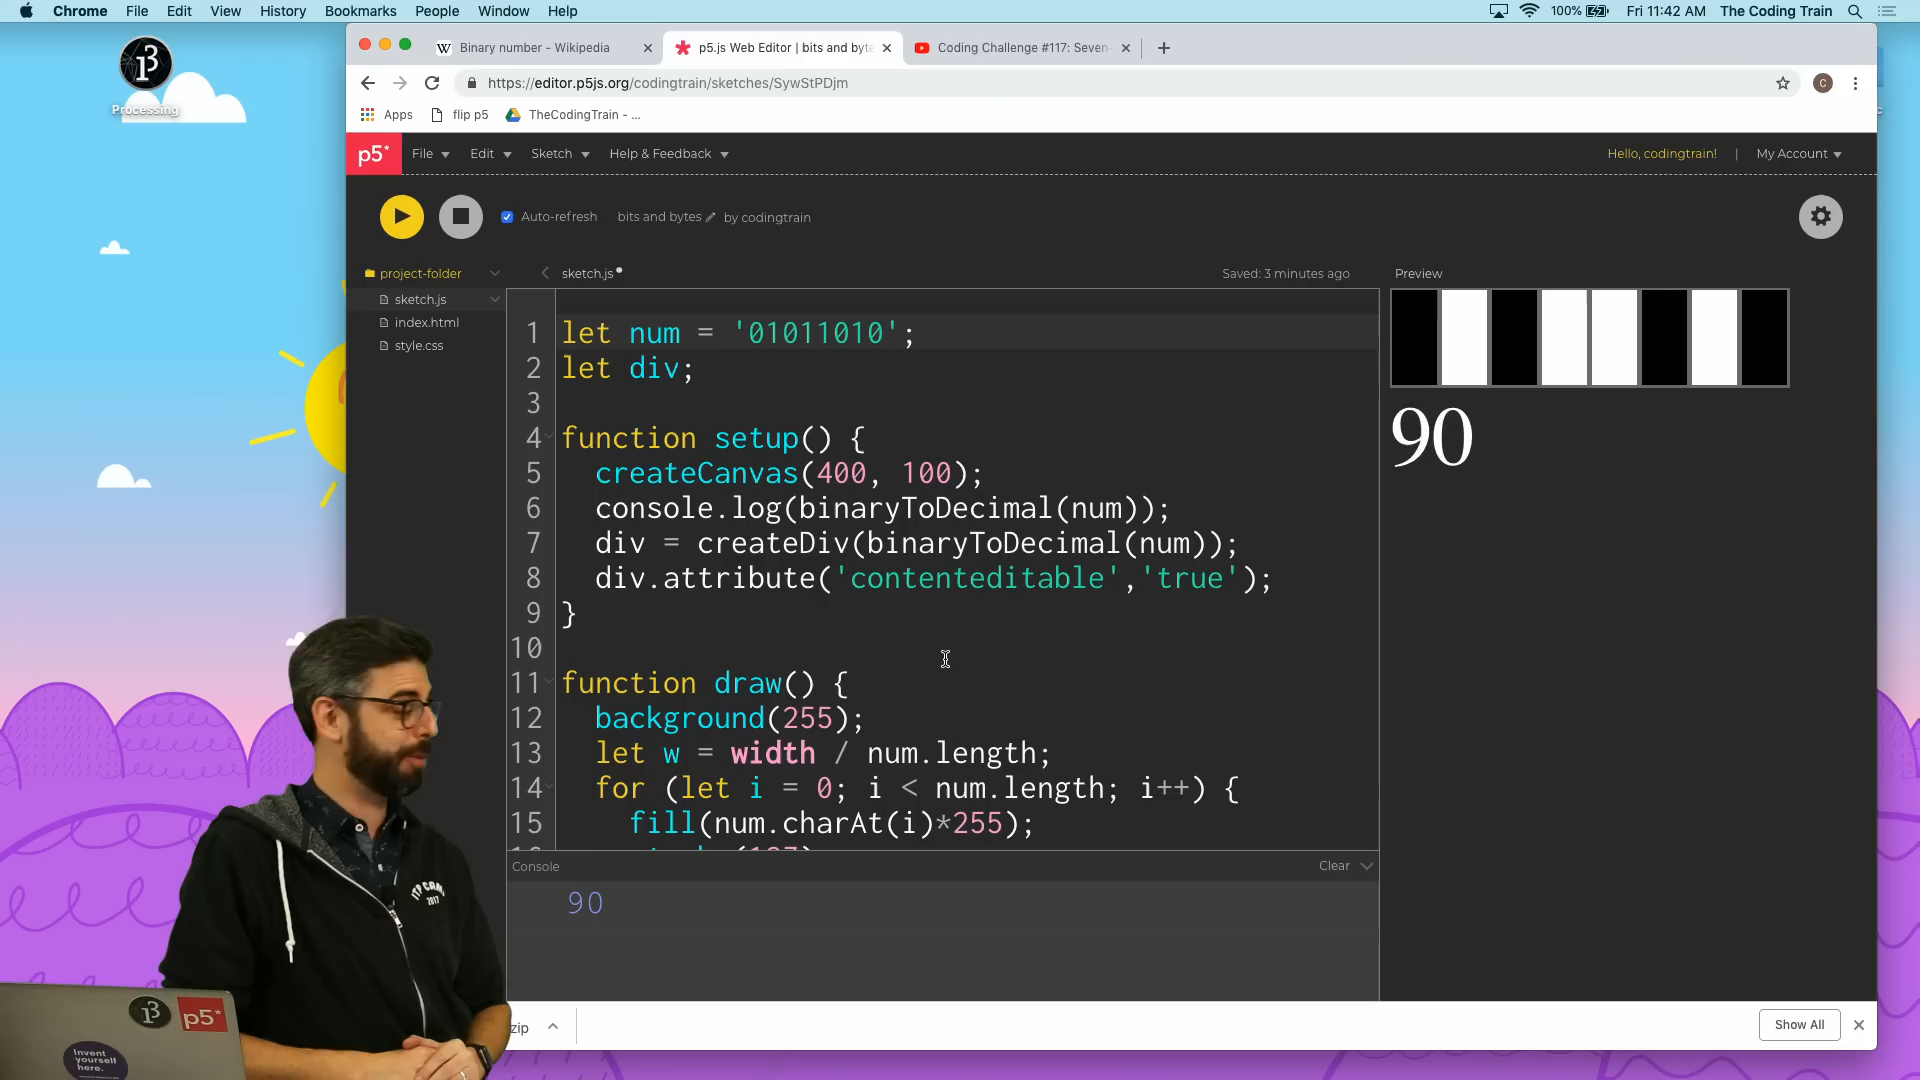 Chrome File Edit View History Bookmarks People Window Help 100% Fri 11:42 AM The Coding Train
Processing
W Binary number - Wikipedia
p5.js Web Editor | bits and byte
Coding Challenge #117: Seven-
https://editor.p5js.org/codingtrain/sketches/SywStPDjm
C
Apps flip p5 TheCodingTrain - ...
p5* File Edit Sketch Help & Feedback Hello, codingtrain! | My Account
Auto-refresh bits and bytes by codingtrain
project-folder
sketch.js
index.html
style.css
sketch.js Saved: 3 minutes ago Preview
1 let num = '01011010';
2 let div;
3
4 function setup() {
5 createCanvas(400, 100);
6 console.log(binaryToDecimal(num));
7 div = createDiv(binaryToDecimal(num));
8 div.attribute('contenteditable','true');
9 }
10
11 function draw() {
12 background(255);
13 let w = width / num.length;
14 for (let i = 0; i < num.length; i++) {
15 fill(num.charAt(i)*255);
90
Console Clear
90
zip Show All
ITP CAMP
2017
p5*
Invent
yourself
here.